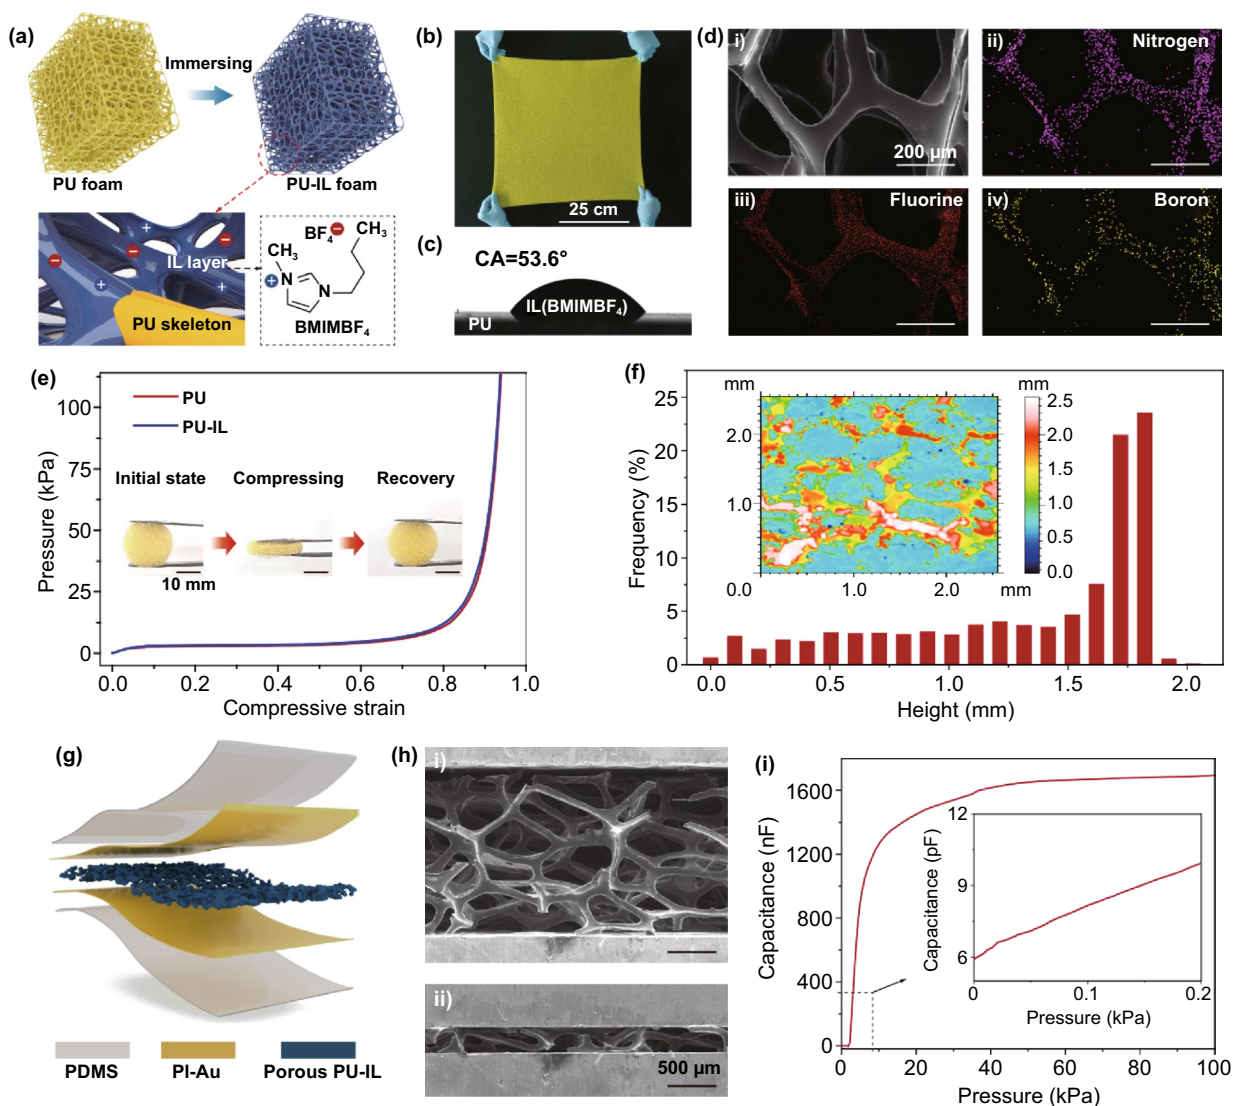 (a)
Immersing
PU foam
PU-IL foam
IL layer
PU skeleton
BF₄
CH₃
CH₃
N
N
BMIMBF₄
(b)
25 cm
(c)
CA=53.6°
IL(BMIMBF₄)
PU
(d)
i)
200 µm
ii)
Nitrogen
iii)
Fluorine
iv)
Boron
(e)
PU
PU-IL
Initial state
Compressing
Recovery
10 mm
100
75
50
25
0
Pressure (kPa)
0.0 0.2 0.4 0.6 0.8 1.0
Compressive strain
(f)
25
20
15
10
5
0
Frequency (%)
0.0 0.5 1.0 1.5 2.0
Height (mm)
mm
2.0
1.0
0.0 1.0 2.0 mm
mm
2.5
2.0
1.5
1.0
0.5
0.0
(g)
PDMS
PI-Au
Porous PU-IL
(h)
i)
ii)
500 µm
(i)
1600
1200
800
400
0
Capacitance (nF)
0 20 40 60 80 100
Pressure (kPa)
12
9
6
Capacitance (pF)
0 0.1 0.2
Pressure (kPa)